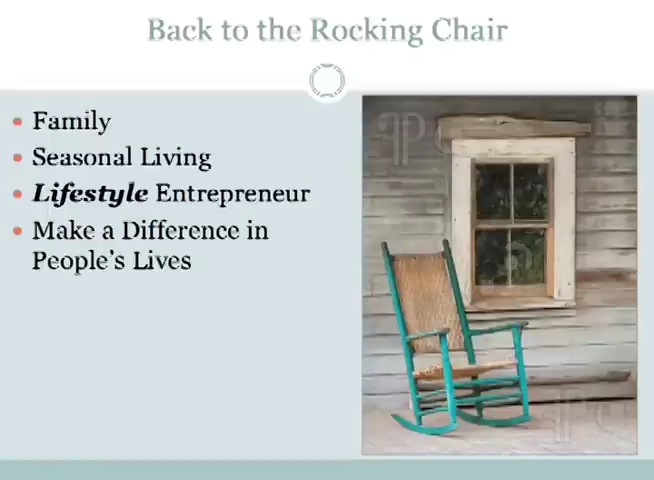 Back to the Rocking Chair
Family
Seasonal Living
Lifestyle Entrepreneur
Make a Difference in
People's Lives